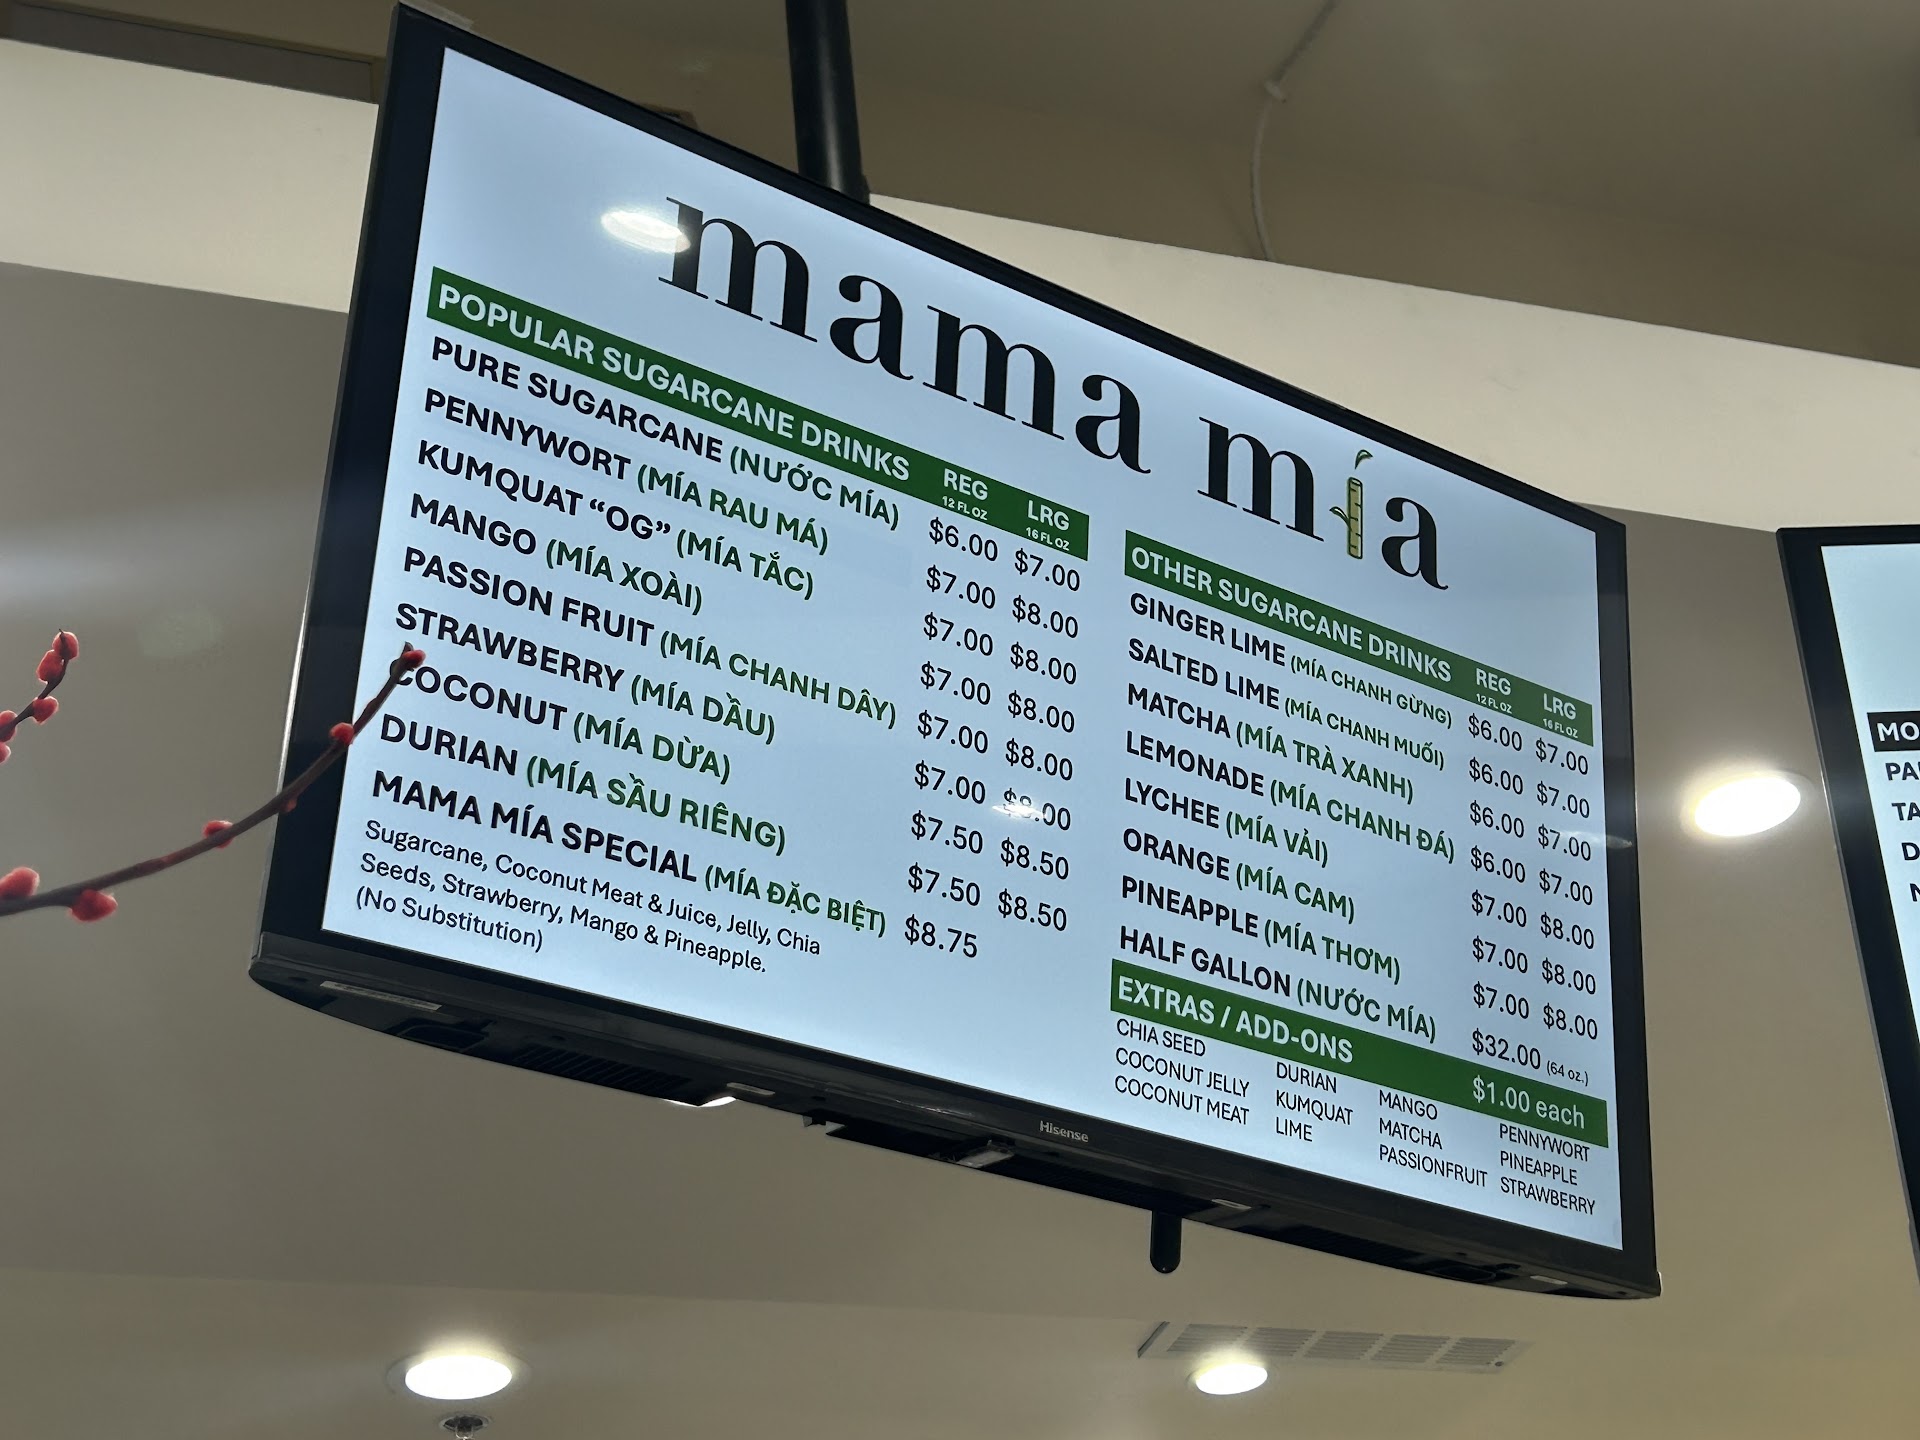 mama mía
POPULAR SUGARCANE DRINKS REG 12 FL OZ LRG 16 FL OZ
PURE SUGARCANE (NƯỚC MÍA) $6.00 $7.00
PENNYWORT (MÍA RAU MÁ) $7.00 $8.00
KUMQUAT “OG” (MÍA TẮC) $7.00 $8.00
MANGO (MÍA XOÀI) $7.00 $8.00
PASSION FRUIT (MÍA CHANH DÂY) $7.00 $8.00
STRAWBERRY (MÍA DẦU) $7.00 $8.00
COCONUT (MÍA DỪA) $7.50 $8.50
DURIAN (MÍA SẦU RIÊNG) $7.50 $8.50
MAMA MÍA SPECIAL (MÍA ĐẶC BIỆT) $8.75
Sugarcane, Coconut Meat & Juice, Jelly, Chia
Seeds, Strawberry, Mango & Pineapple.
(No Substitution)
OTHER SUGARCANE DRINKS REG 12 FL OZ LRG 16 FL OZ
GINGER LIME (MÍA CHANH GỪNG) $6.00 $7.00
SALTED LIME (MÍA CHANH MUỐI) $6.00 $7.00
MATCHA (MÍA TRÀ XANH) $6.00 $7.00
LEMONADE (MÍA CHANH ĐÁ) $6.00 $7.00
LYCHEE (MÍA VẢI) $7.00 $8.00
ORANGE (MÍA CAM) $7.00 $8.00
PINEAPPLE (MÍA THƠM) $7.00 $8.00
HALF GALLON (NƯỚC MÍA) $32.00 (64 oz.)
EXTRAS / ADD-ONS $1.00 each
CHIA SEED DURIAN MANGO PENNYWORT
COCONUT JELLY KUMQUAT MATCHA PINEAPPLE
COCONUT MEAT LIME PASSIONFRUIT STRAWBERRY
Hisense
MO
PA
TA
D